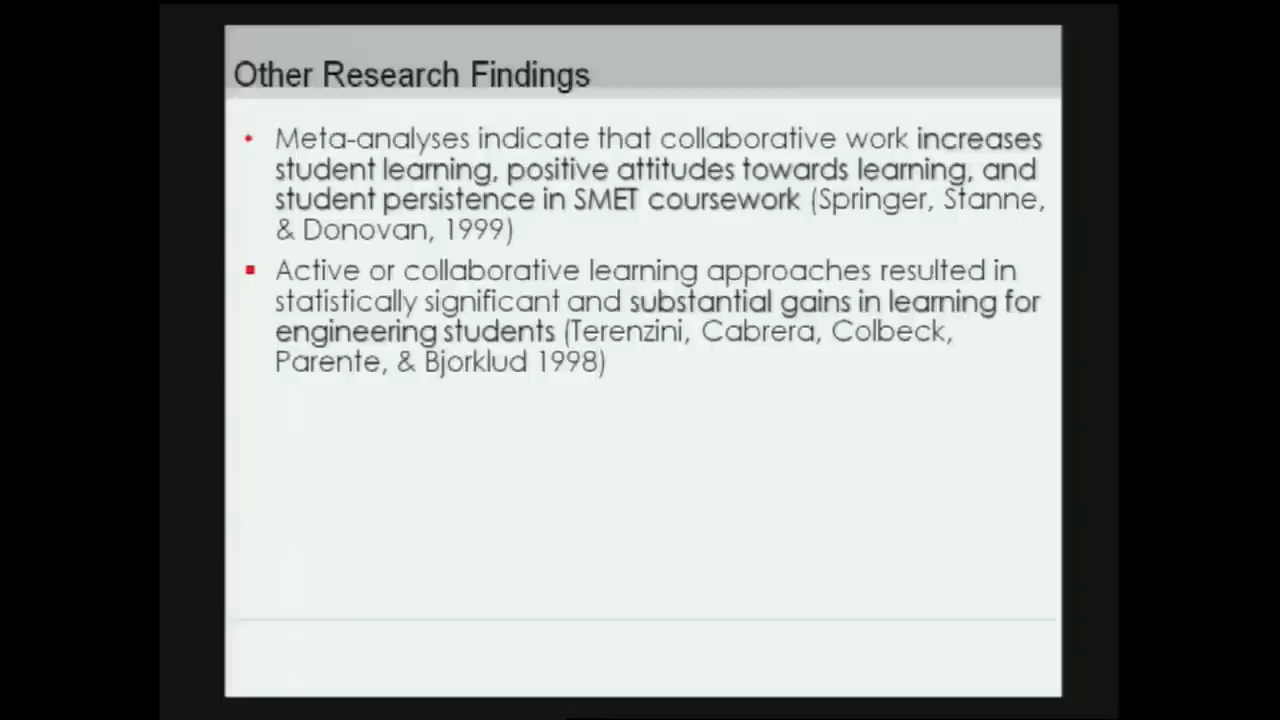 Other Research Findings
• Meta-analyses indicate that collaborative work increases
student learning, positive attitudes towards learning, and
student persistence in SMET coursework (Springer, Stanne,
& Donovan, 1999)
▪ Active or collaborative learning approaches resulted in
statistically significant and substantial gains in learning for
engineering students (Terenzini, Cabrera, Colbeck,
Parente, & Bjorklund 1998)